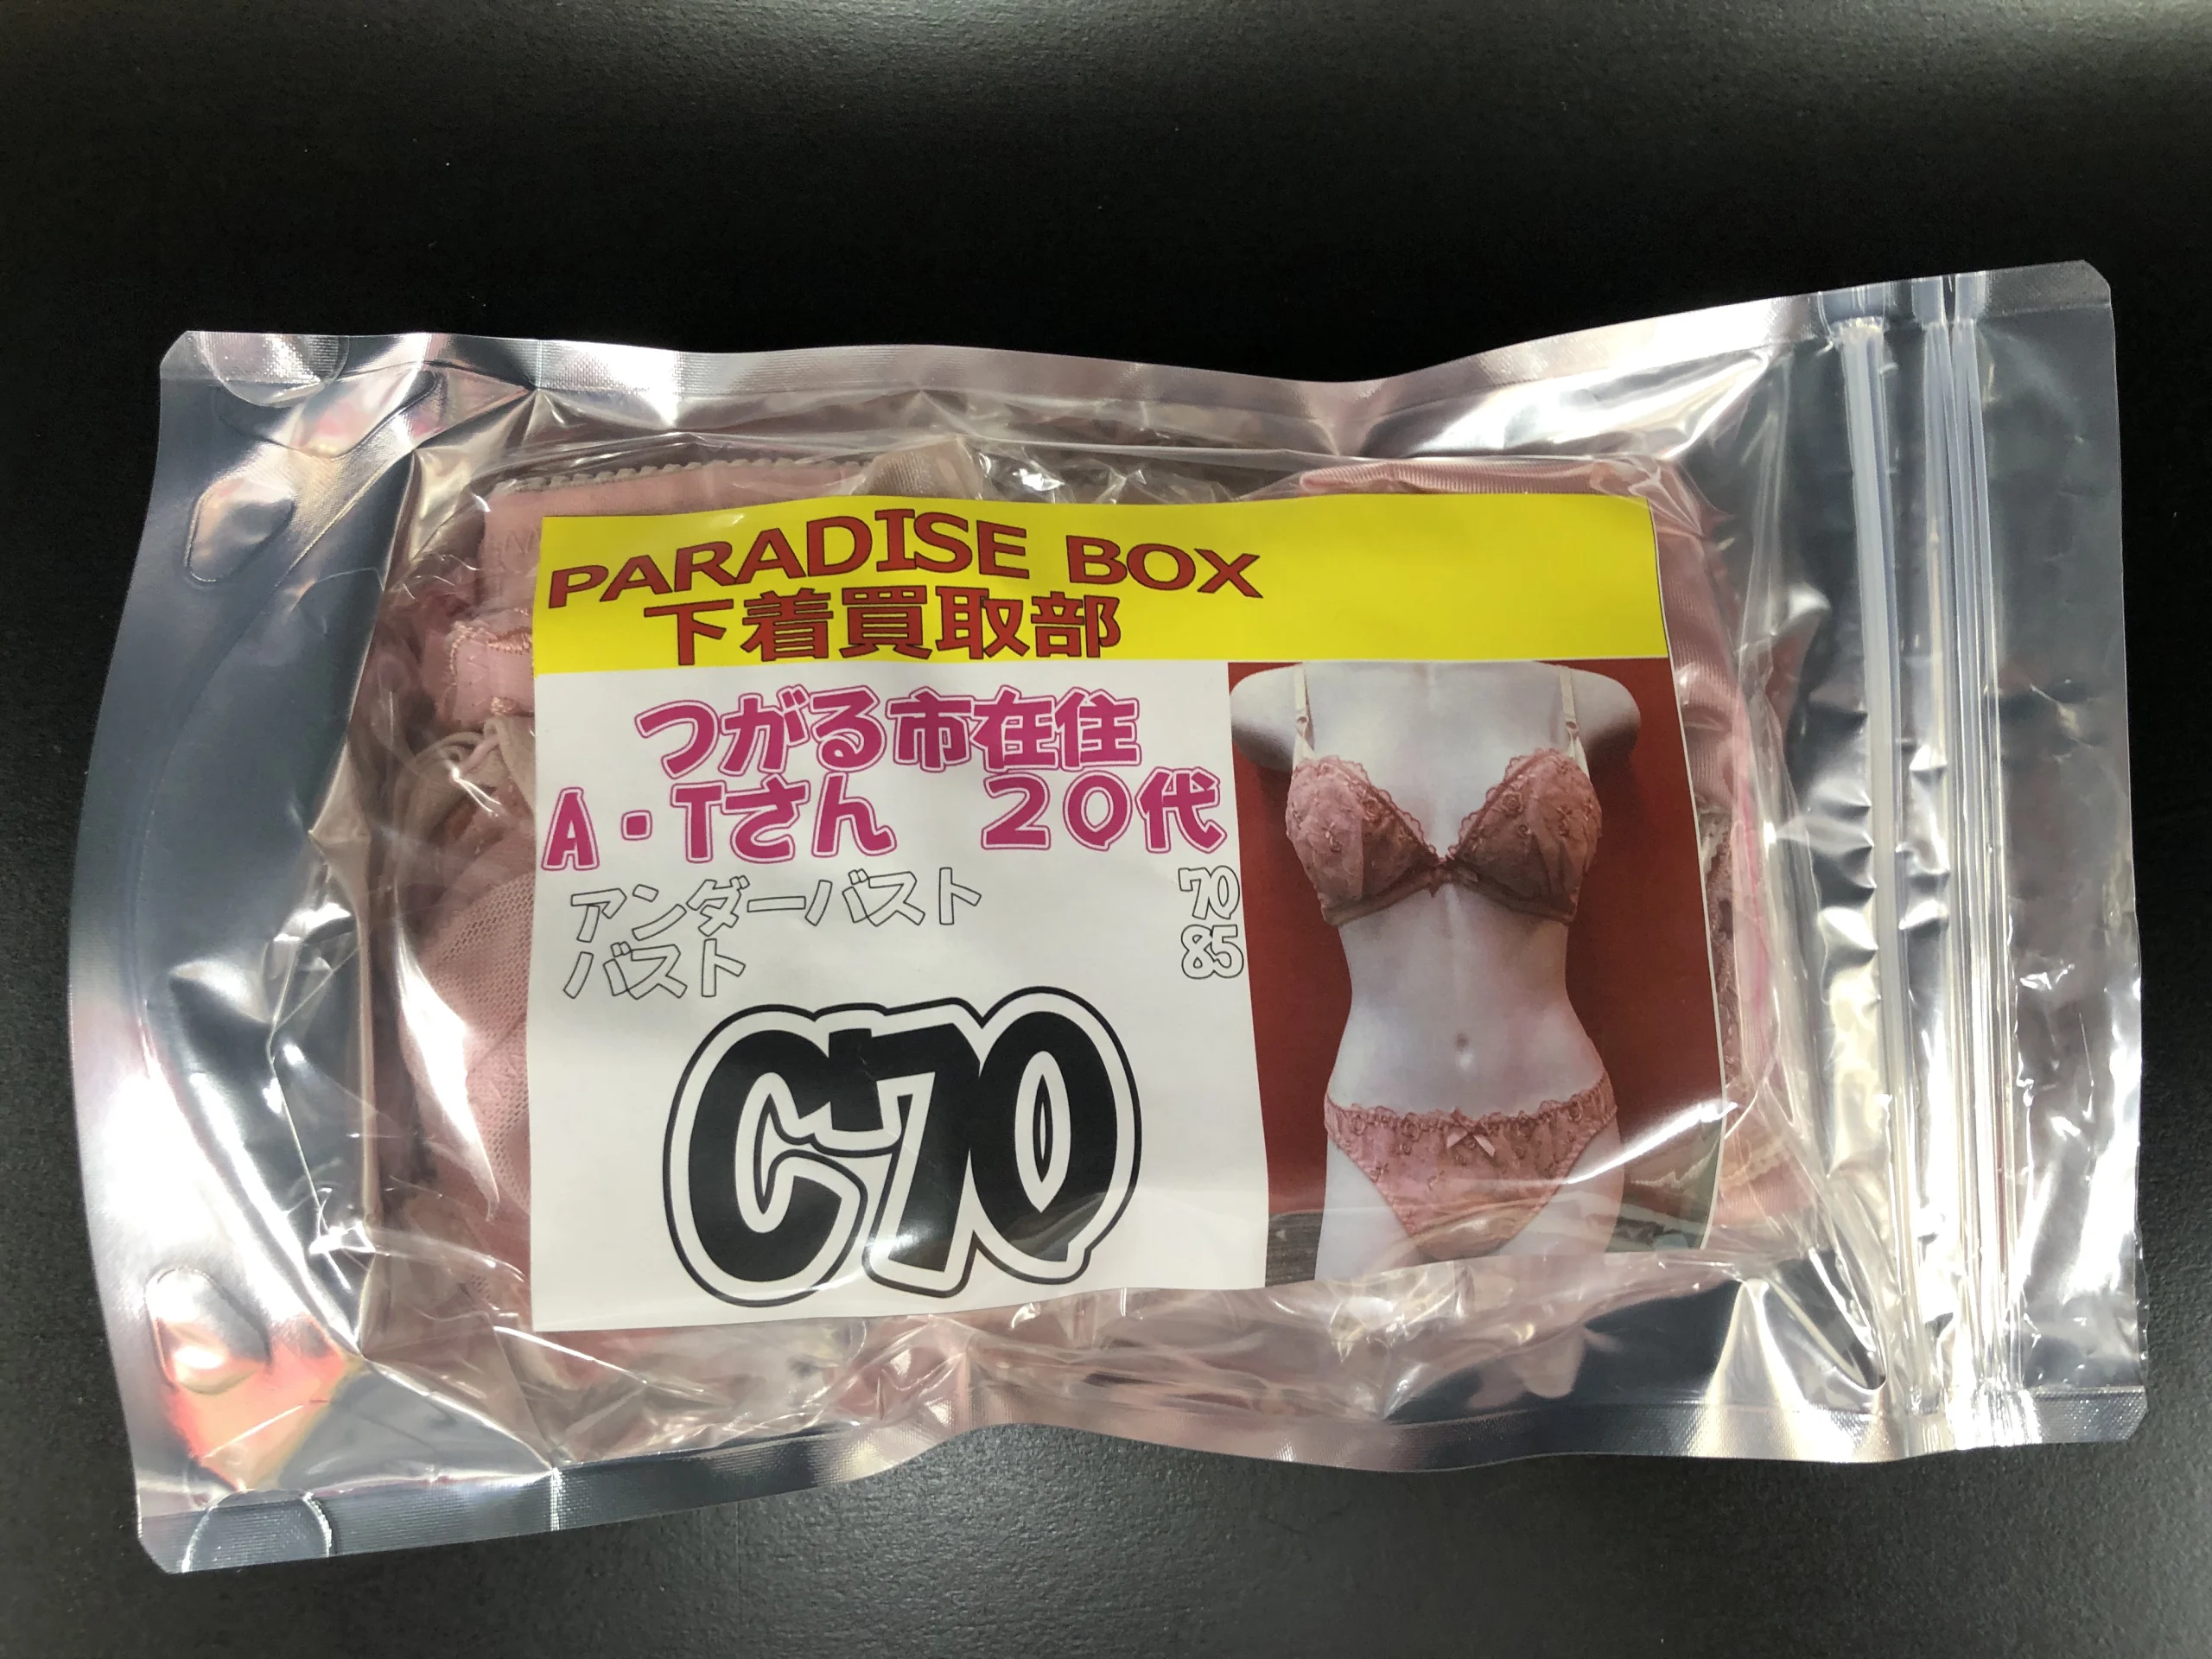 PARADISE BOX
下着買取部
つがる市在住
A・Tさん　20代
アンダーバスト　70
バスト　85
C70